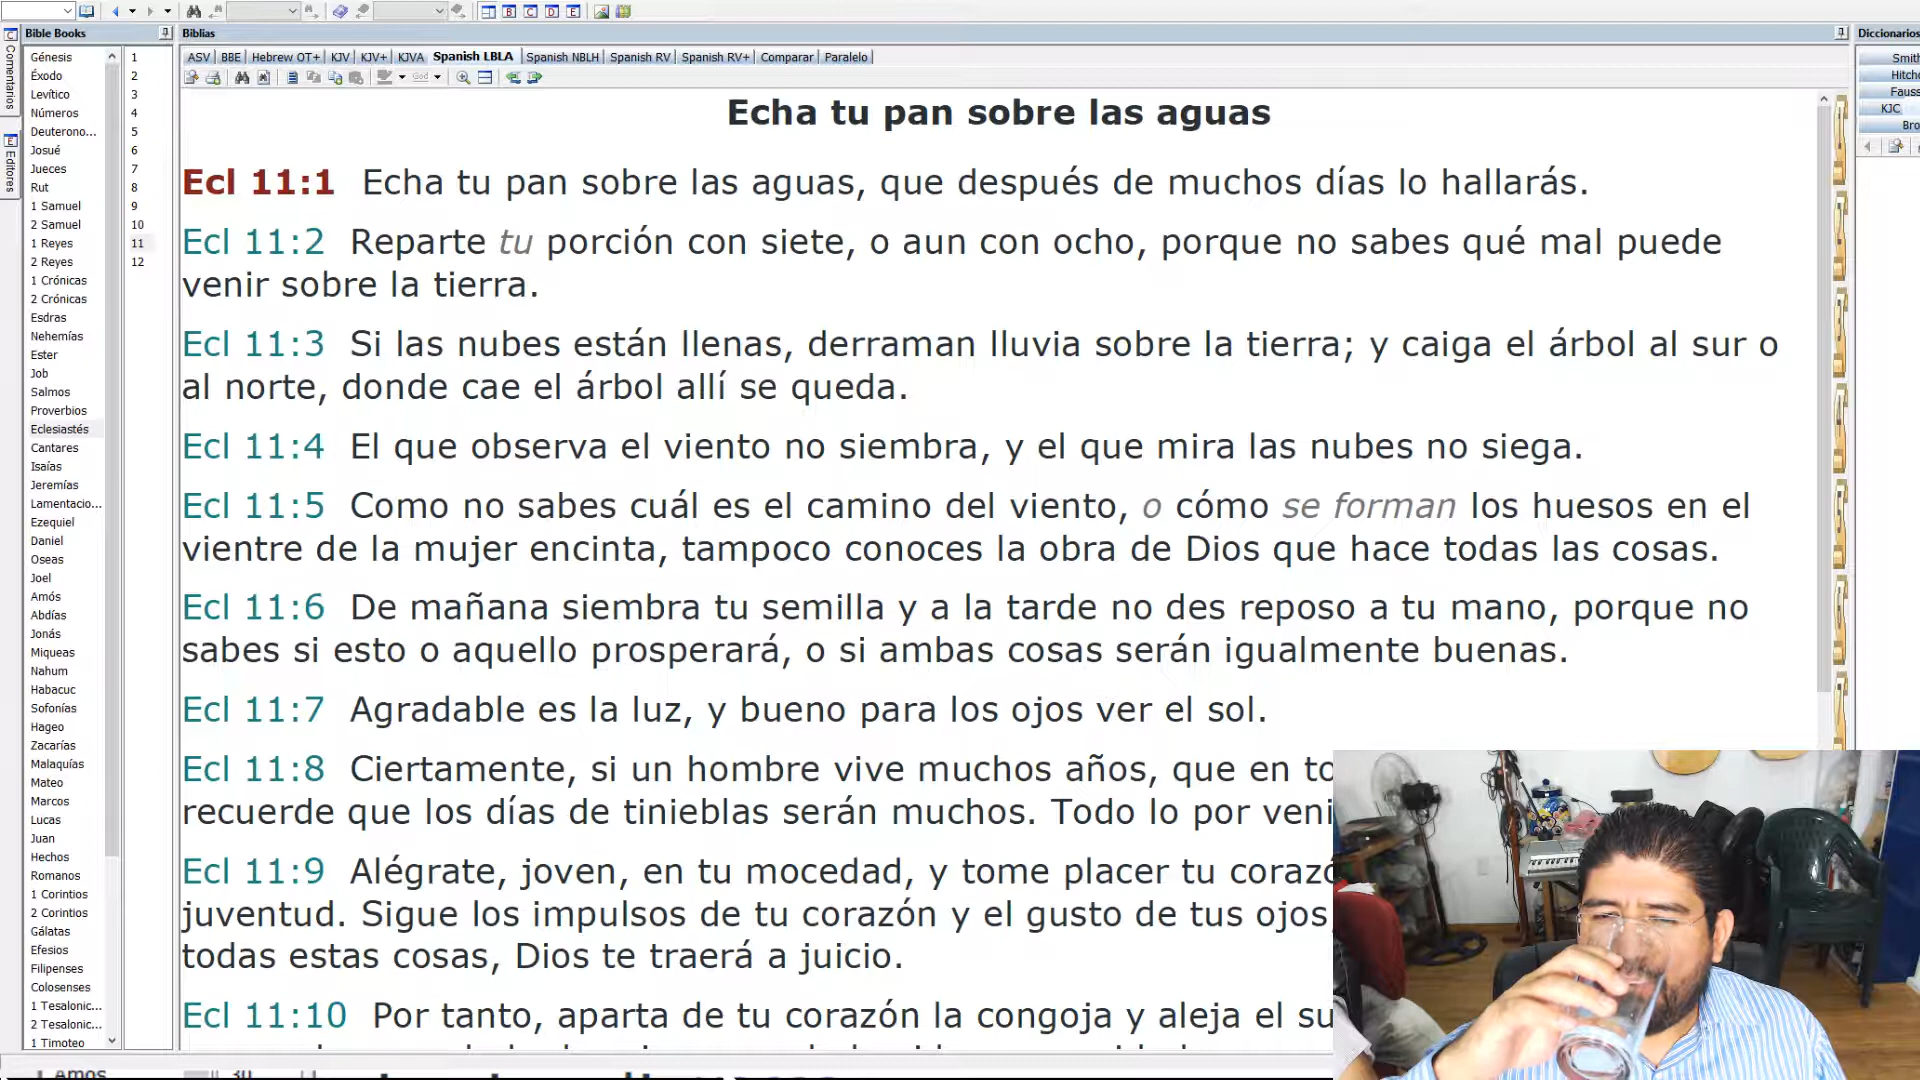 Bible Books
Biblias
Diccionarios
Comentarios
Editores
ASV BBE Hebrew OT+ KJV KJV+ KJVA Spanish LBLA Spanish NBLH Spanish RV Spanish RV+ Comparar Paralelo
Génesis
Éxodo
Levítico
Números
Deuterono...
Josué
Jueces
Rut
1 Samuel
2 Samuel
1 Reyes
2 Reyes
1 Crónicas
2 Crónicas
Esdras
Nehemías
Ester
Job
Salmos
Proverbios
Eclesiastés
Cantares
Isaías
Jeremías
Lamentacio...
Ezequiel
Daniel
Oseas
Joel
Amós
Abdías
Jonás
Miqueas
Nahum
Habacuc
Sofonías
Hageo
Zacarías
Malaquías
Mateo
Marcos
Lucas
Juan
Hechos
Romanos
1 Corintios
2 Corintios
Gálatas
Efesios
Filipenses
Colosenses
1 Tesalonic...
2 Tesalonic...
1 Timoteo
1
2
3
4
5
6
7
8
9
10
11
12
Echa tu pan sobre las aguas
Ecl 11:1 Echa tu pan sobre las aguas, que después de muchos días lo hallarás.
Ecl 11:2 Reparte tu porción con siete, o aun con ocho, porque no sabes qué mal puede
venir sobre la tierra.
Ecl 11:3 Si las nubes están llenas, derraman lluvia sobre la tierra; y caiga el árbol al sur o
al norte, donde cae el árbol allí se queda.
Ecl 11:4 El que observa el viento no siembra, y el que mira las nubes no siega.
Ecl 11:5 Como no sabes cuál es el camino del viento, o cómo se forman los huesos en el
vientre de la mujer encinta, tampoco conoces la obra de Dios que hace todas las cosas.
Ecl 11:6 De mañana siembra tu semilla y a la tarde no des reposo a tu mano, porque no
sabes si esto o aquello prosperará, o si ambas cosas serán igualmente buenas.
Ecl 11:7 Agradable es la luz, y bueno para los ojos ver el sol.
Ecl 11:8 Ciertamente, si un hombre vive muchos años, que en to
recuerde que los días de tinieblas serán muchos. Todo lo por veni
Ecl 11:9 Alégrate, joven, en tu mocedad, y tome placer tu corazó
juventud. Sigue los impulsos de tu corazón y el gusto de tus ojos,
todas estas cosas, Dios te traerá a juicio.
Ecl 11:10 Por tanto, aparta de tu corazón la congoja y aleja el su
Smith
Hitchc
Fauss
KJC
Bro